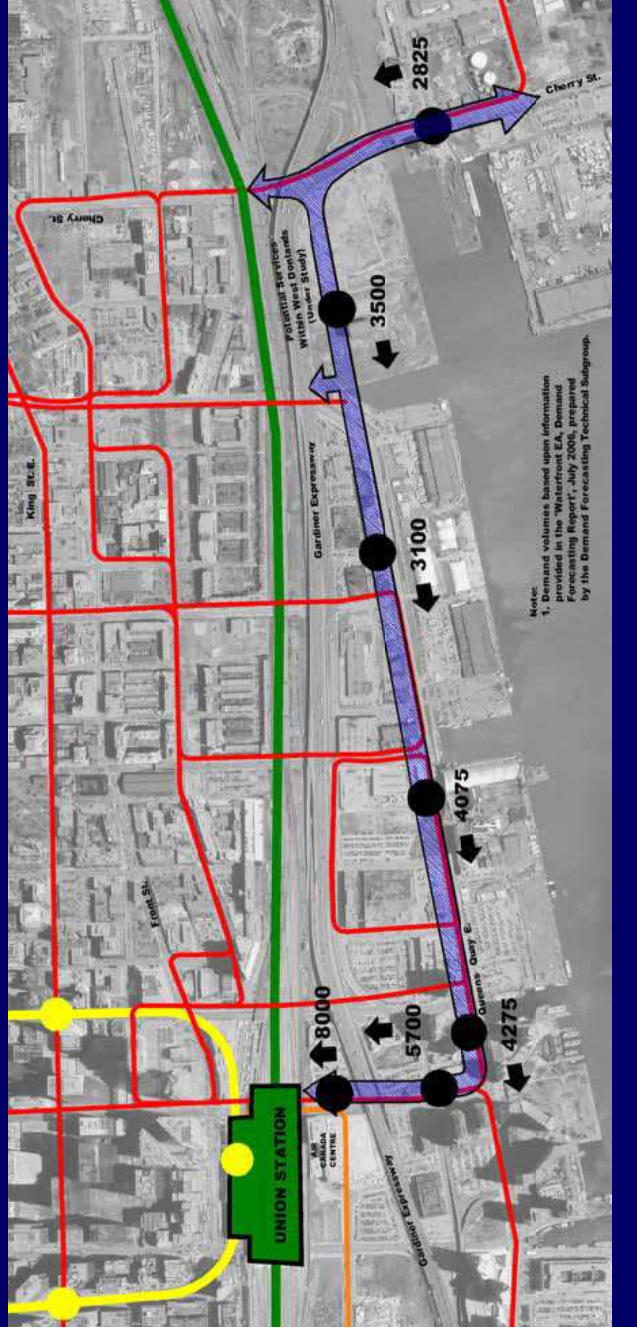 King St. E.
Cherry St.
Front St.
UNION STATION
AIR
CANADA
CENTRE
8000
Gardiner Expressway
5700
Gardiner Expressway
Potential Services
Within West Donlands
(Under Study)
Queens Quay E.
4275
4075
3100
3500
2825
Cherry St.
Note:
1. Demand volumes based upon information
provided in the 'Waterfront EA, Demand
Forecasting Report', July 2006, prepared
by the Demand Forecasting Technical Subgroup.